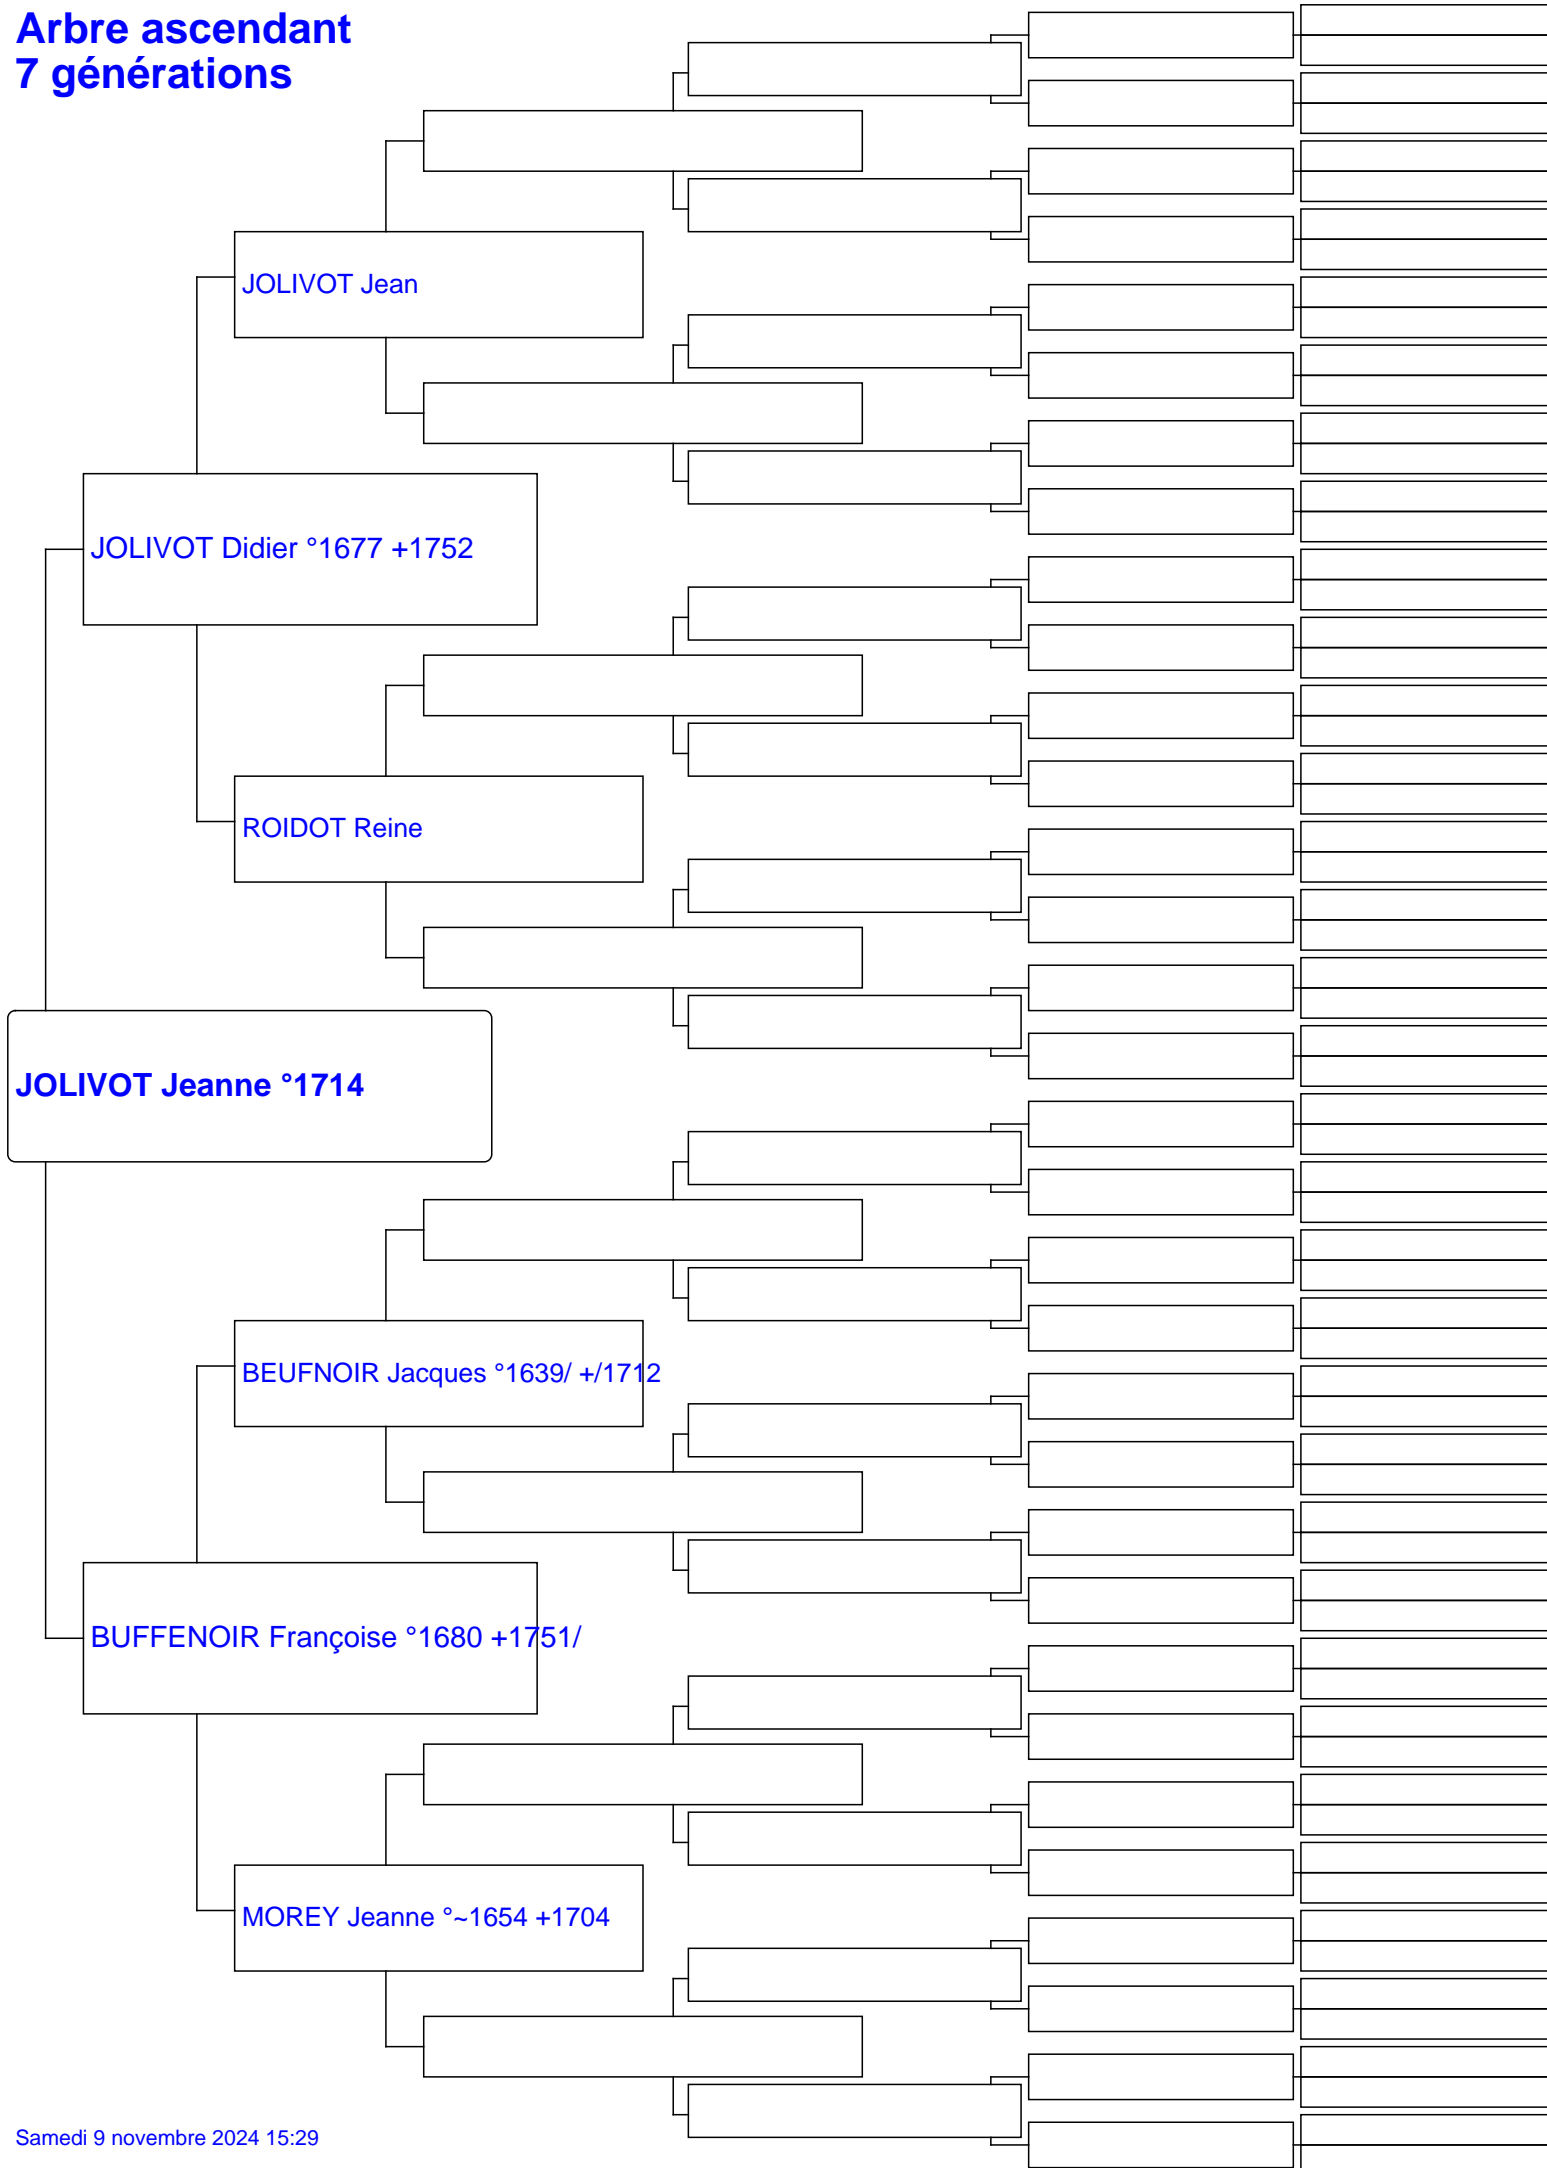 Arbre ascendant
7 générations
JOLIVOT Jean
JOLIVOT Didier °1677 +1752
ROIDOT Reine
JOLIVOT Jeanne °1714
BEUFNOIR Jacques °1639/ +/1712
BUFFENOIR Françoise °1680 +1751/
MOREY Jeanne °~1654 +1704
Samedi 9 novembre 2024 15:29